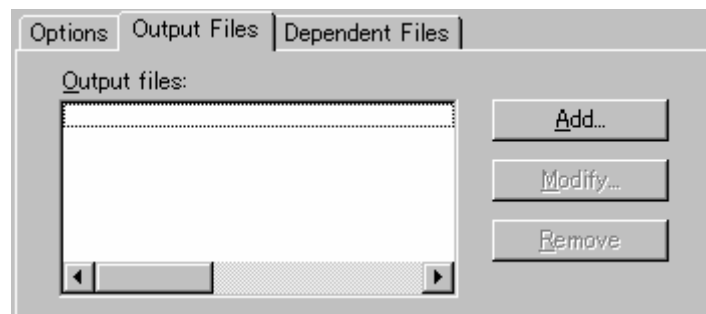 Options Output Files Dependent Files
Output files:
Add...
Modify...
Remove